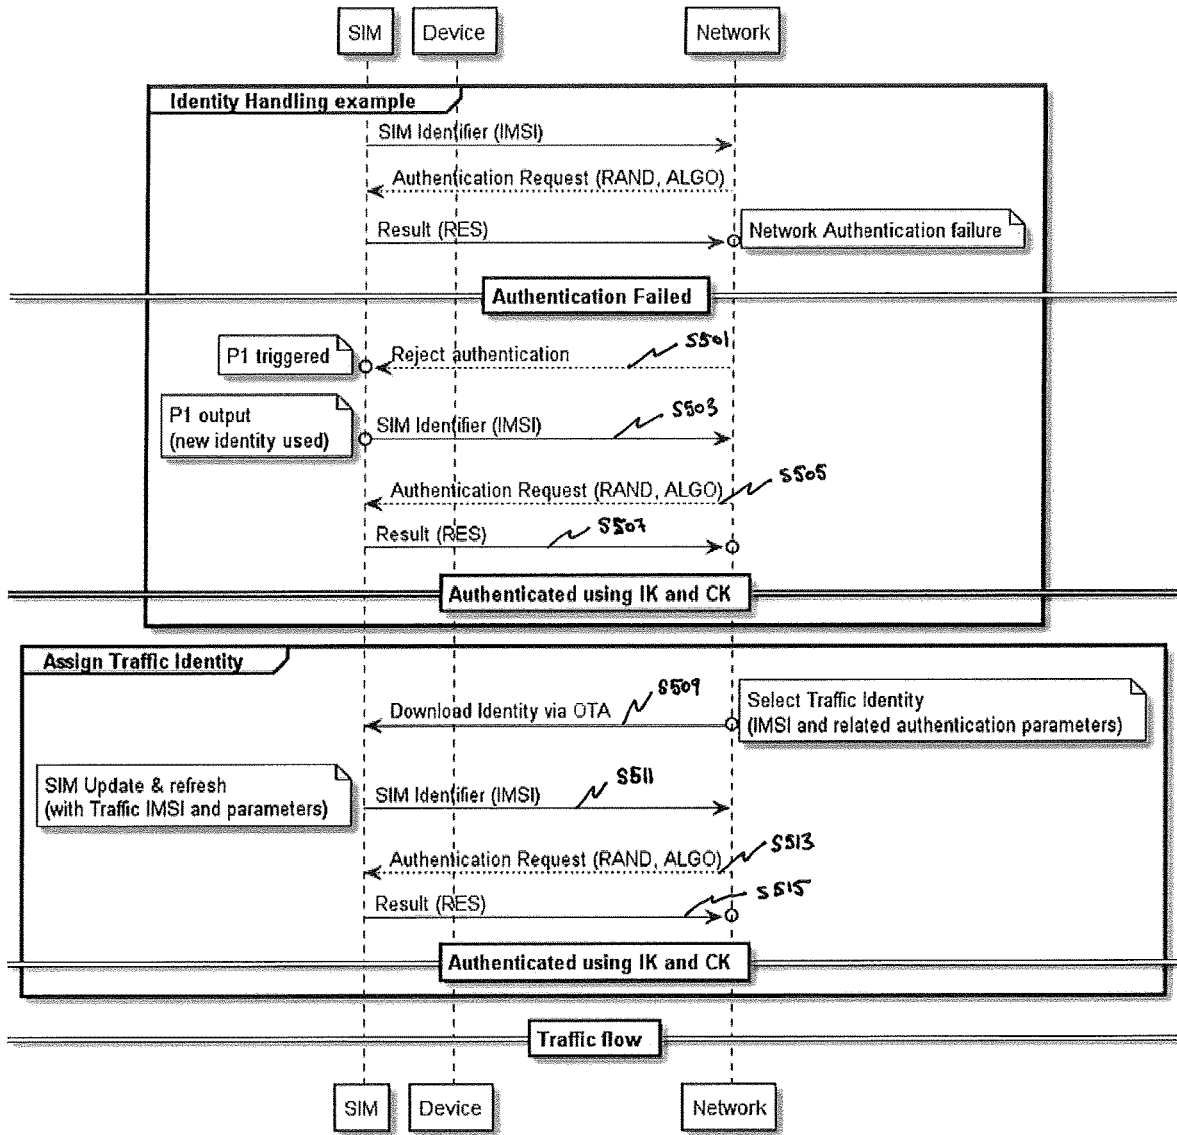 SIM Device Network
Identity Handling example
SIM Identifier (IMSI)
Authentication Request (RAND, ALGO)
Result (RES)
Network Authentication failure
Authentication Failed
S501
P1 triggered
Reject authentication
S503
P1 output
(new identity used)
SIM Identifier (IMSI)
S505
Authentication Request (RAND, ALGO)
S507
Result (RES)
Authenticated using IK and CK
Assign Traffic Identity
S509
Download Identity via OTA
Select Traffic Identity
(IMSI and related authentication parameters)
S511
SIM Update & refresh
(with Traffic IMSI and parameters)
SIM Identifier (IMSI)
S513
Authentication Request (RAND, ALGO)
S515
Result (RES)
Authenticated using IK and CK
Traffic flow
SIM Device Network